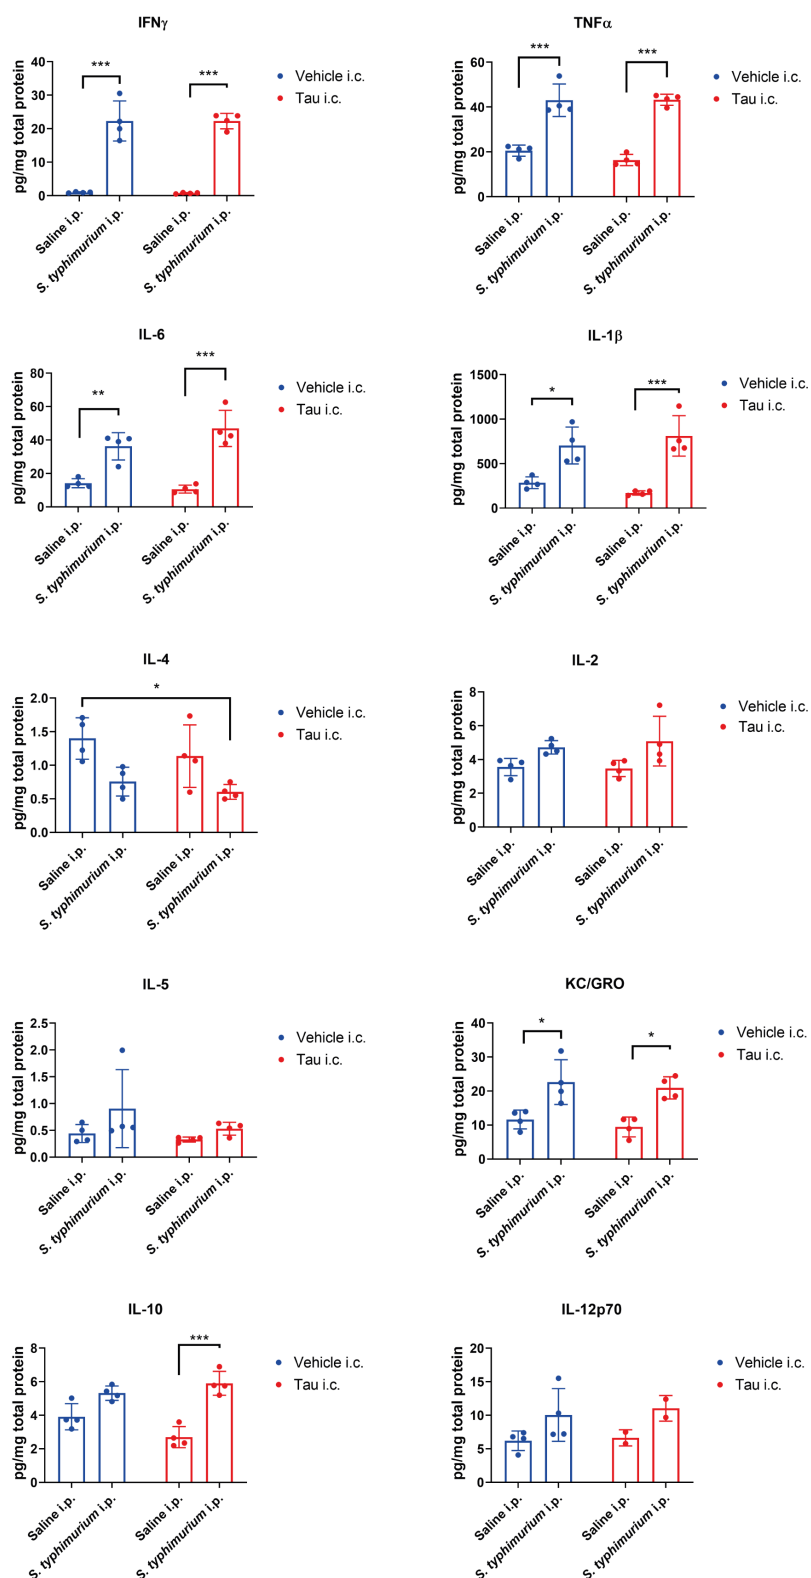 IFNγ
pg/mg total protein
40
30
20
10
0
***
***
Vehicle i.c.
Tau i.c.
Saline i.p.
S. typhimurium i.p.
Saline i.p.
S. typhimurium i.p.
TNFα
pg/mg total protein
60
40
20
0
***
***
Vehicle i.c.
Tau i.c.
Saline i.p.
S. typhimurium i.p.
Saline i.p.
S. typhimurium i.p.
IL-6
pg/mg total protein
80
60
40
20
0
**
***
Vehicle i.c.
Tau i.c.
Saline i.p.
S. typhimurium i.p.
Saline i.p.
S. typhimurium i.p.
IL-1β
pg/mg total protein
1500
1000
500
0
*
***
Vehicle i.c.
Tau i.c.
Saline i.p.
S. typhimurium i.p.
Saline i.p.
S. typhimurium i.p.
IL-4
pg/mg total protein
2.0
1.5
1.0
0.5
0.0
*
Vehicle i.c.
Tau i.c.
Saline i.p.
S. typhimurium i.p.
Saline i.p.
S. typhimurium i.p.
IL-2
pg/mg total protein
8
6
4
2
0
Vehicle i.c.
Tau i.c.
Saline i.p.
S. typhimurium i.p.
Saline i.p.
S. typhimurium i.p.
IL-5
pg/mg total protein
2.5
2.0
1.5
1.0
0.5
0.0
Vehicle i.c.
Tau i.c.
Saline i.p.
S. typhimurium i.p.
Saline i.p.
S. typhimurium i.p.
KC/GRO
pg/mg total protein
40
30
20
10
0
*
*
Vehicle i.c.
Tau i.c.
Saline i.p.
S. typhimurium i.p.
Saline i.p.
S. typhimurium i.p.
IL-10
pg/mg total protein
8
6
4
2
0
***
Vehicle i.c.
Tau i.c.
Saline i.p.
S. typhimurium i.p.
Saline i.p.
S. typhimurium i.p.
IL-12p70
pg/mg total protein
20
15
10
5
0
Vehicle i.c.
Tau i.c.
Saline i.p.
S. typhimurium i.p.
Saline i.p.
S. typhimurium i.p.